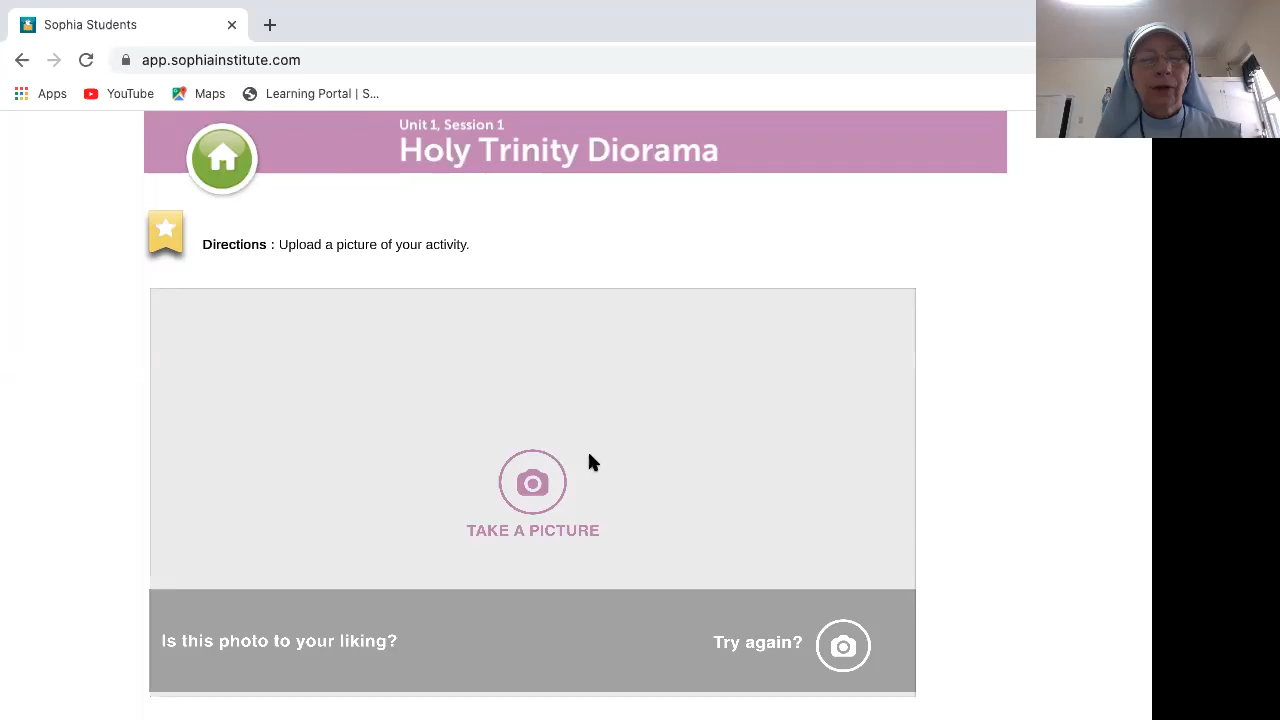 Sophia Students
app.sophiainstitute.com
Apps YouTube Maps Learning Portal | S...
Unit 1, Session 1
Holy Trinity Diorama
Directions : Upload a picture of your activity.
TAKE A PICTURE
Is this photo to your liking? Try again?